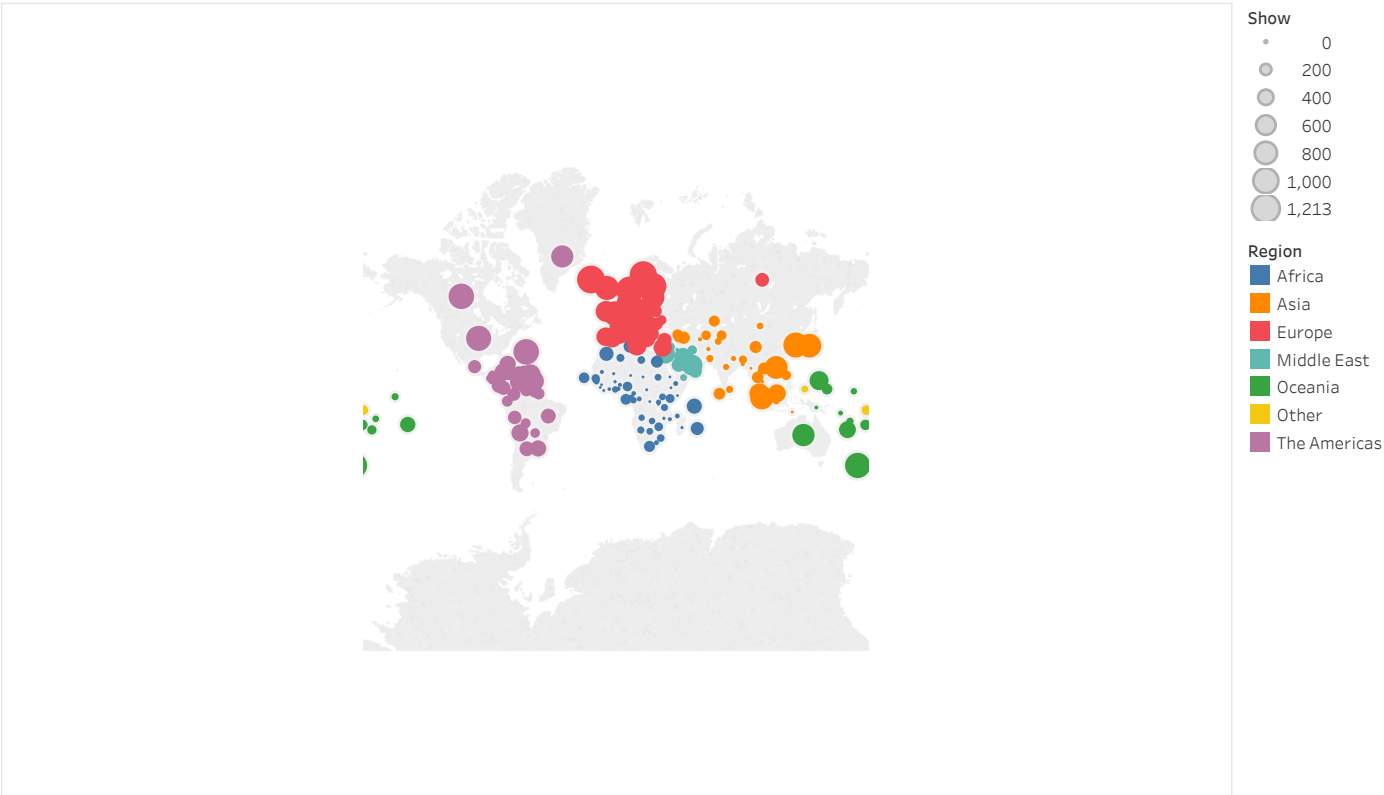 Show
0
200
400
600
800
1,000
1,213
Region
Africa
Asia
Europe
Middle East
Oceania
Other
The Americas